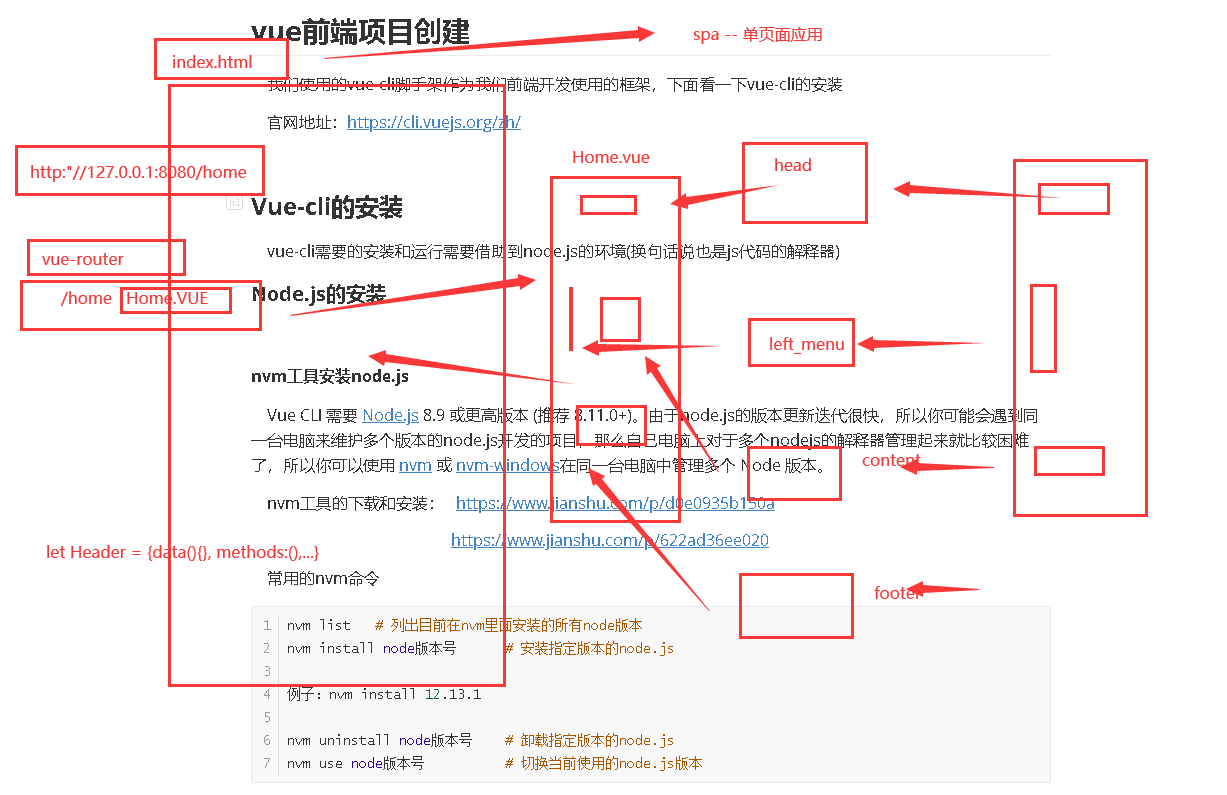 vue前端项目创建
spa -- 单页面应用
index.html
我们使用的vue-cli脚手架作为我们前端开发使用的框架，下面看一下vue-cli的安装
官网地址：https://cli.vuejs.org/zh/
Home.vue
head
http:"//127.0.0.1:8080/home
h3
Vue-cli的安装
vue-cli需要的安装和运行需要借助到node.js的环境(换句话说也是js代码的解释器)
vue-router
/home
Home.VUE
Node.js的安装
left_menu
nvm工具安装node.js
Vue CLI 需要 Node.js 8.9 或更高版本 (推荐 8.11.0+)。由于node.js的版本更新迭代很快，所以你可能会遇到同
一台电脑来维护多个版本的node.js开发的项目，那么自己电脑上对于多个nodejs的解释器管理起来就比较困难
了，所以你可以使用 nvm 或 nvm-windows在同一台电脑中管理多个 Node 版本。
content
nvm工具的下载和安装： https://www.jianshu.com/p/d0e0935b150a
https://www.jianshu.com/p/622ad36ee020
let Header = {data(){}, methods:(),...}
常用的nvm命令
footer
1 nvm list # 列出目前在nvm里面安装的所有node版本
2 nvm install node版本号 # 安装指定版本的node.js
3
4 例子：nvm install 12.13.1
5
6 nvm uninstall node版本号 # 卸载指定版本的node.js
7 nvm use node版本号 # 切换当前使用的node.js版本